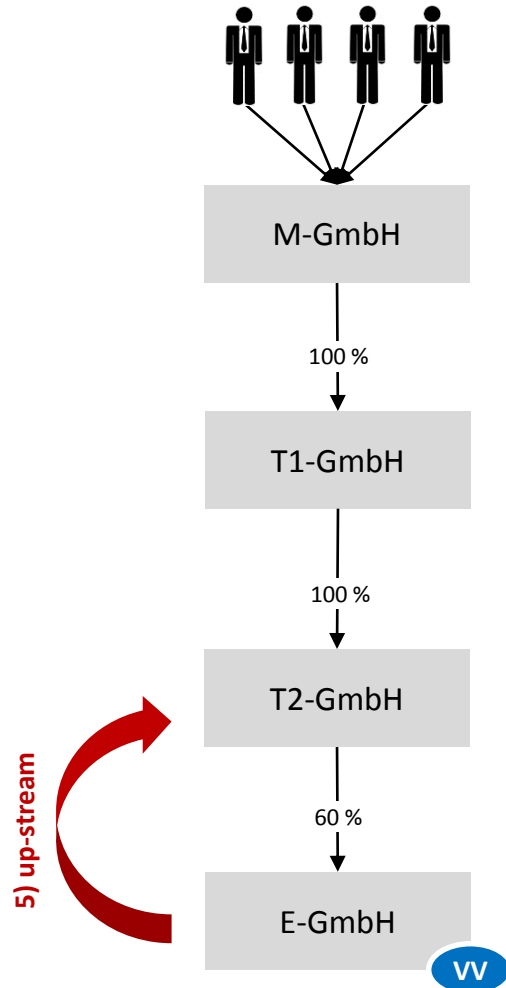 M-GmbH
100 %
T1-GmbH
100 %
T2-GmbH
5) up-stream
60 %
E-GmbH
VV